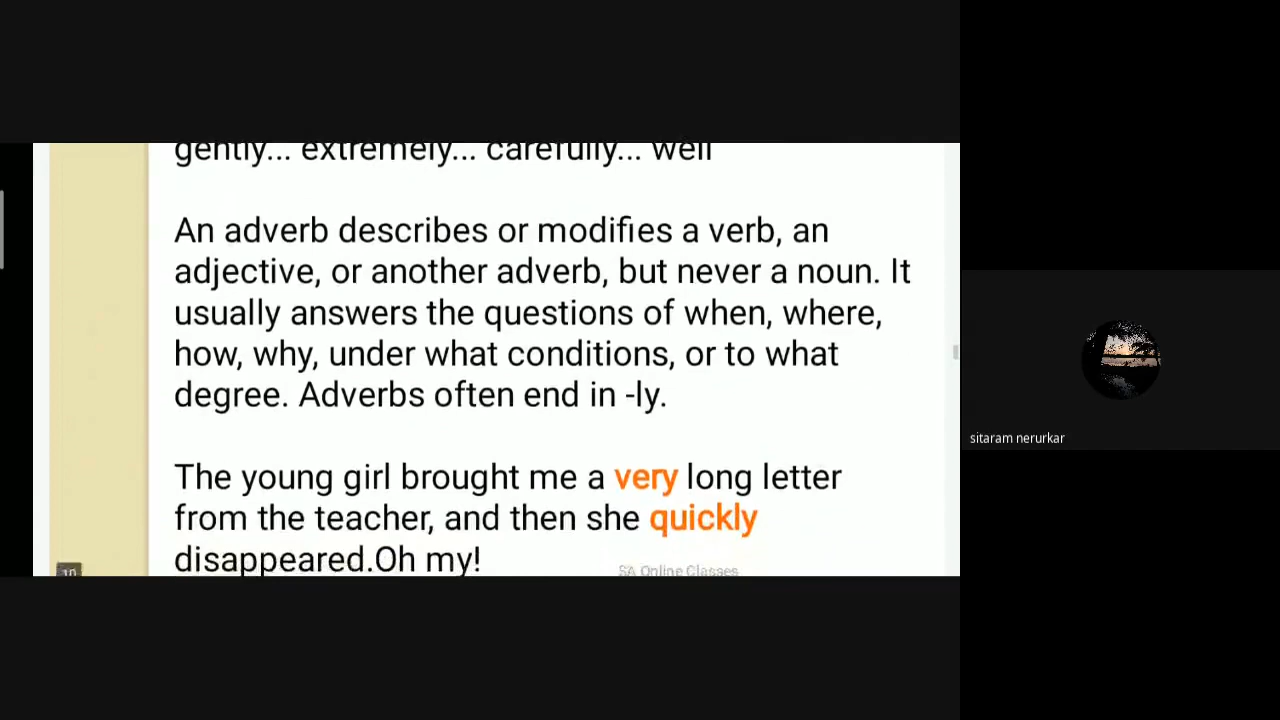 gently... extremely... carefully... well
An adverb describes or modifies a verb, an
adjective, or another adverb, but never a noun. It
usually answers the questions of when, where,
how, why, under what conditions, or to what
degree. Adverbs often end in -ly.
The young girl brought me a very long letter
from the teacher, and then she quickly
disappeared.Oh my!
10
SA Online Classes
sitaram nerurkar